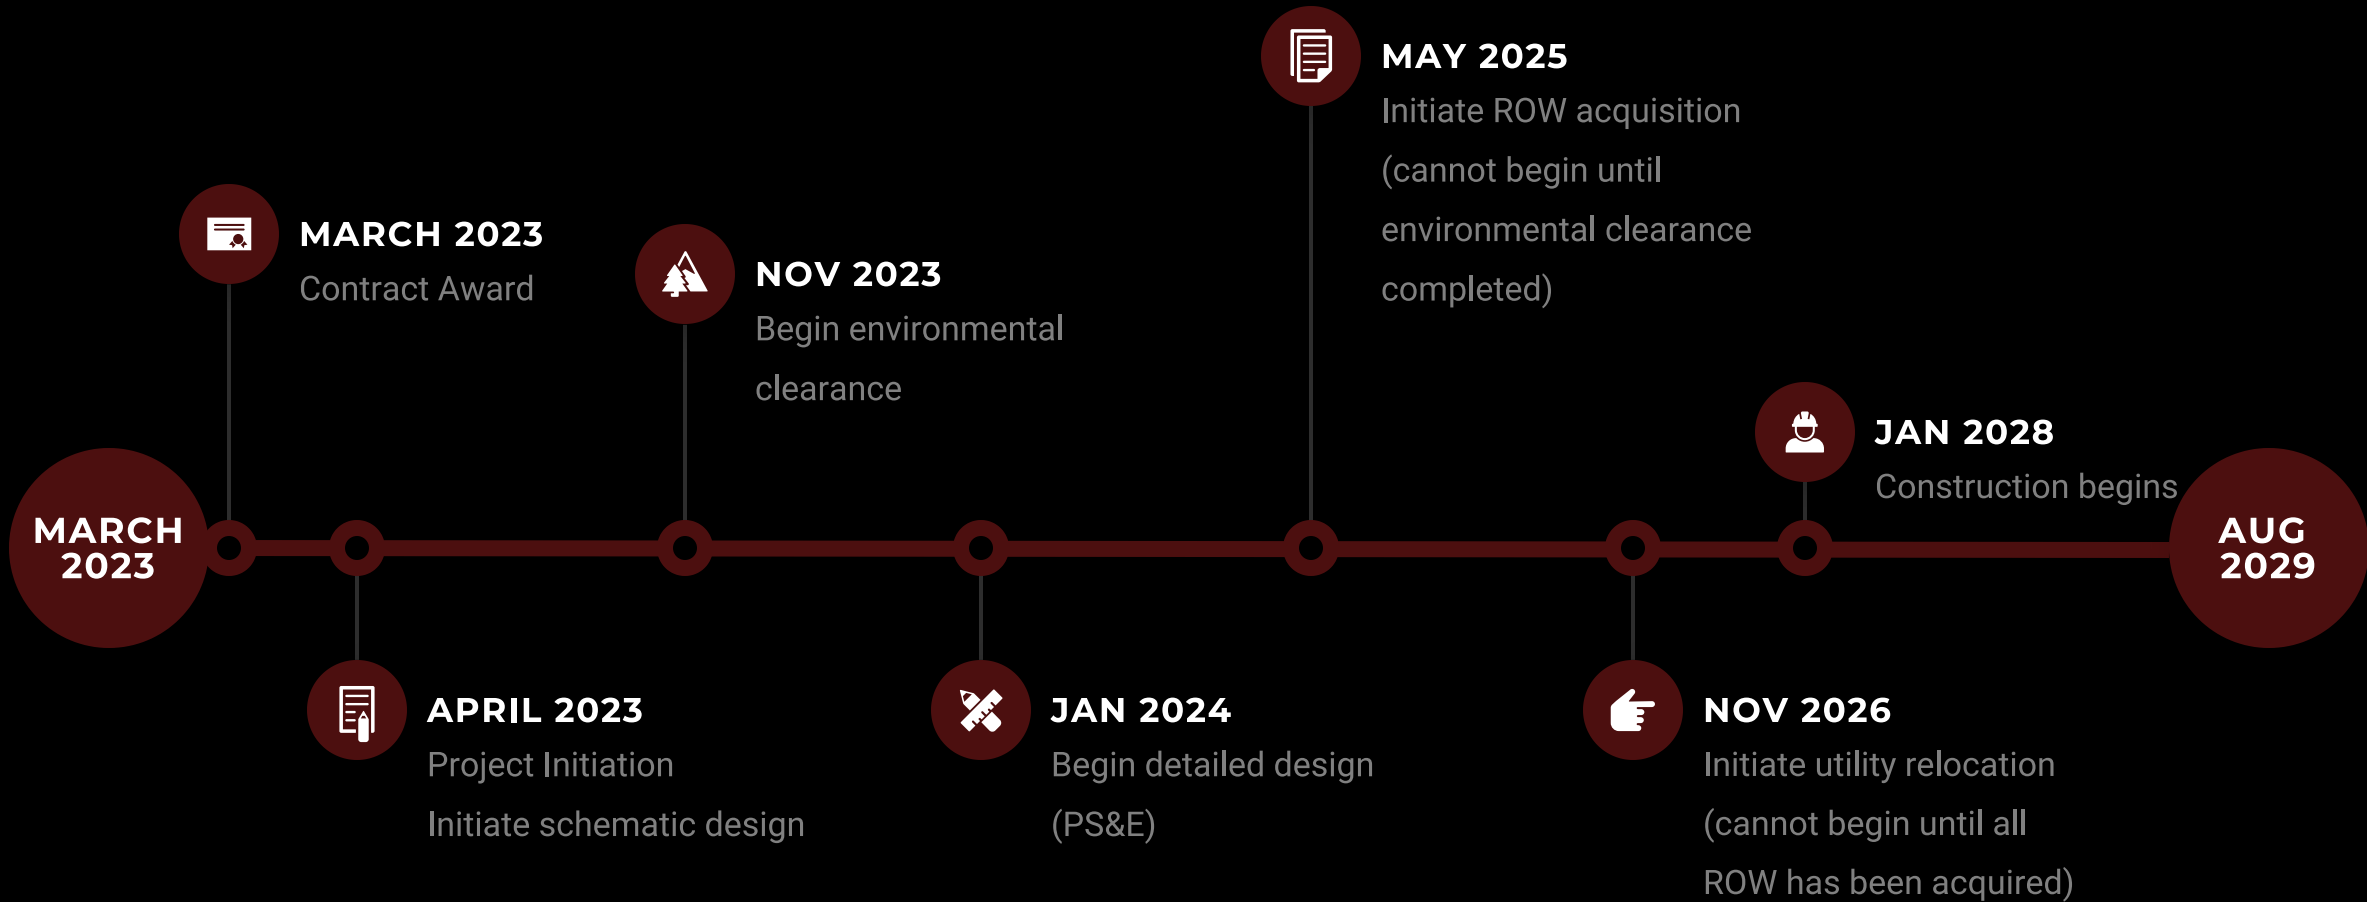 MARCH
2023
MARCH 2023
Contract Award
APRIL 2023
Project Initiation
Initiate schematic design
NOV 2023
Begin environmental
clearance
JAN 2024
Begin detailed design
(PS&E)
MAY 2025
Initiate ROW acquisition
(cannot begin until
environmental clearance
completed)
NOV 2026
Initiate utility relocation
(cannot begin until all
ROW has been acquired)
JAN 2028
Construction begins
AUG
2029